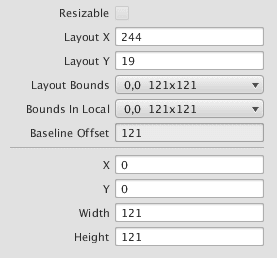 Resizable
Layout X 244
Layout Y 19
Layout Bounds 0,0 121x121
Bounds In Local 0,0 121x121
Baseline Offset 121
X 0
Y 0
Width 121
Height 121